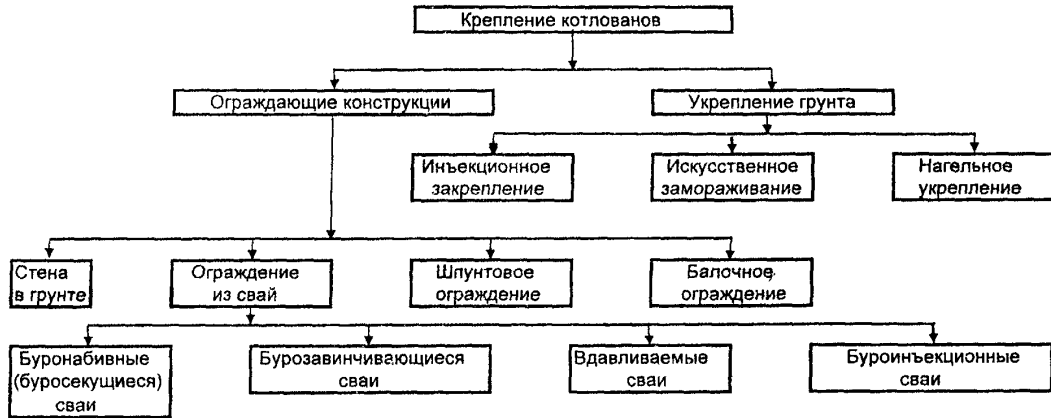 Крепление котлованов
Ограждающие конструкции
Укрепление грунта
Инъекционное
закрепление
Искусственное
замораживание
Нагельное
укрепление
Стена
в грунте
Ограждение
из свай
Шпунтовое
ограждение
Балочное
ограждение
Буронабивные
(буросекущиеся)
сваи
Бурозавинчивающиеся
сваи
Вдавливаемые
сваи
Буроинъекционные
сваи